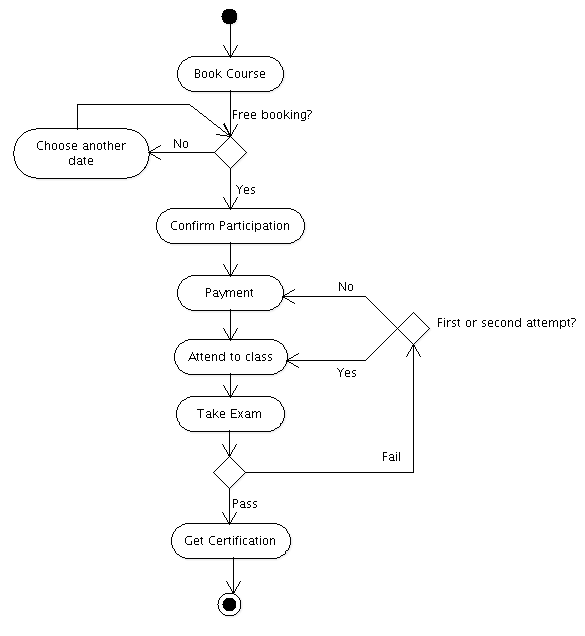 Book Course
Free booking?
Choose another
date
No
Yes
Confirm Participation
Payment
No
First or second attempt?
Attend to class
Yes
Take Exam
Fail
Pass
Get Certification